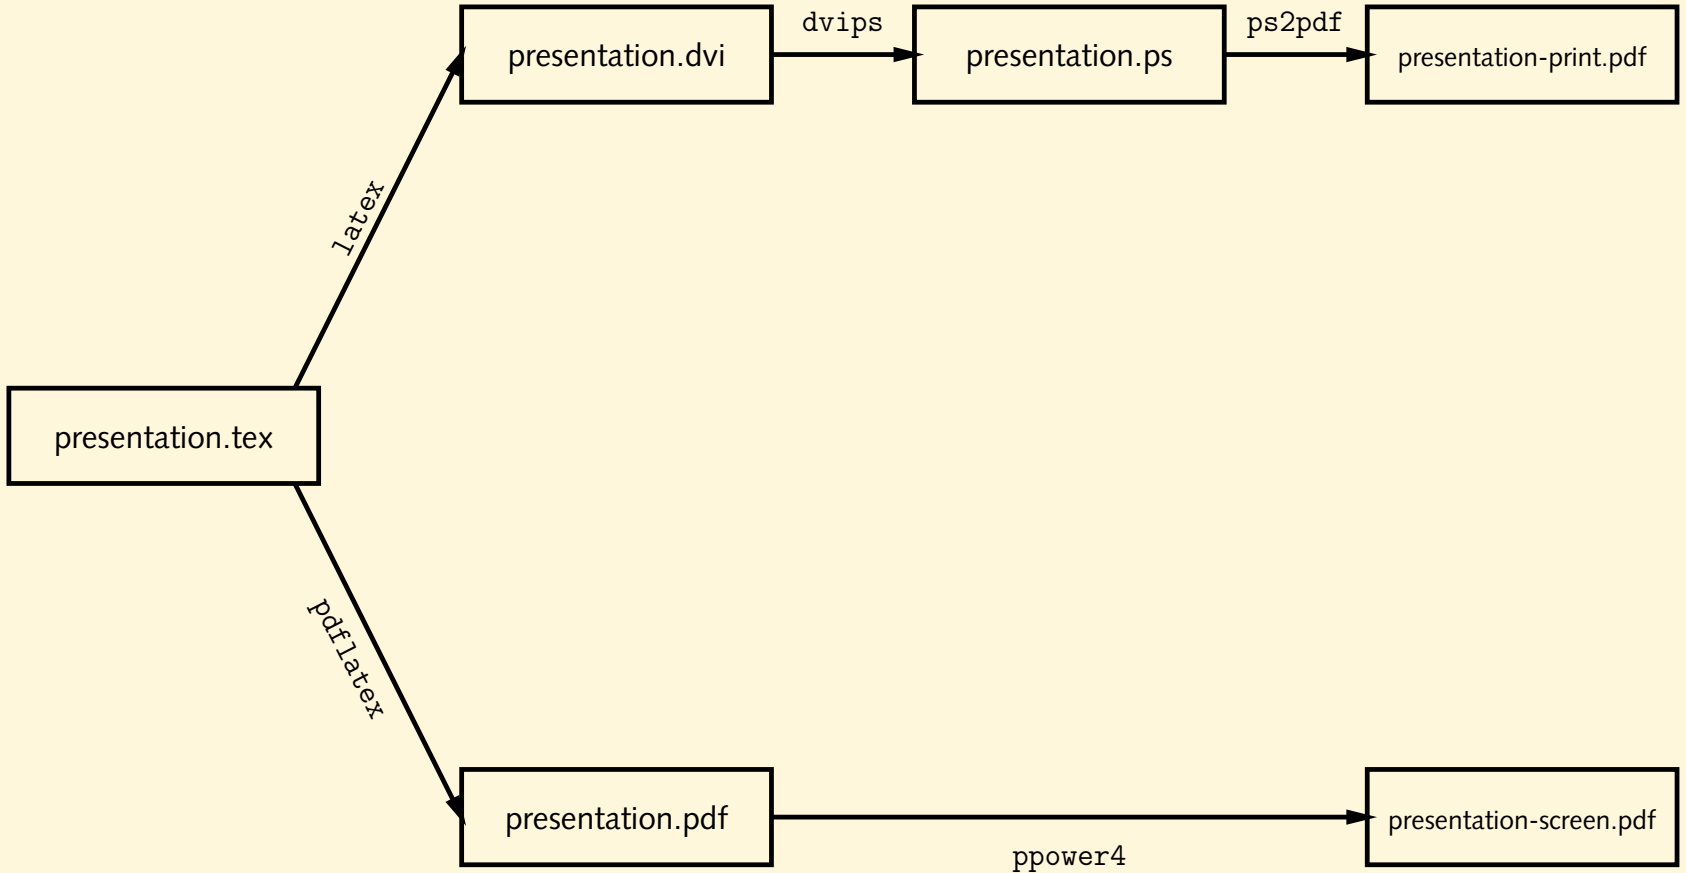 dvips
ps2pdf
presentation.dvi
presentation.ps
presentation-print.pdf
latex
presentation.tex
pdflatex
presentation.pdf
presentation-screen.pdf
ppower4